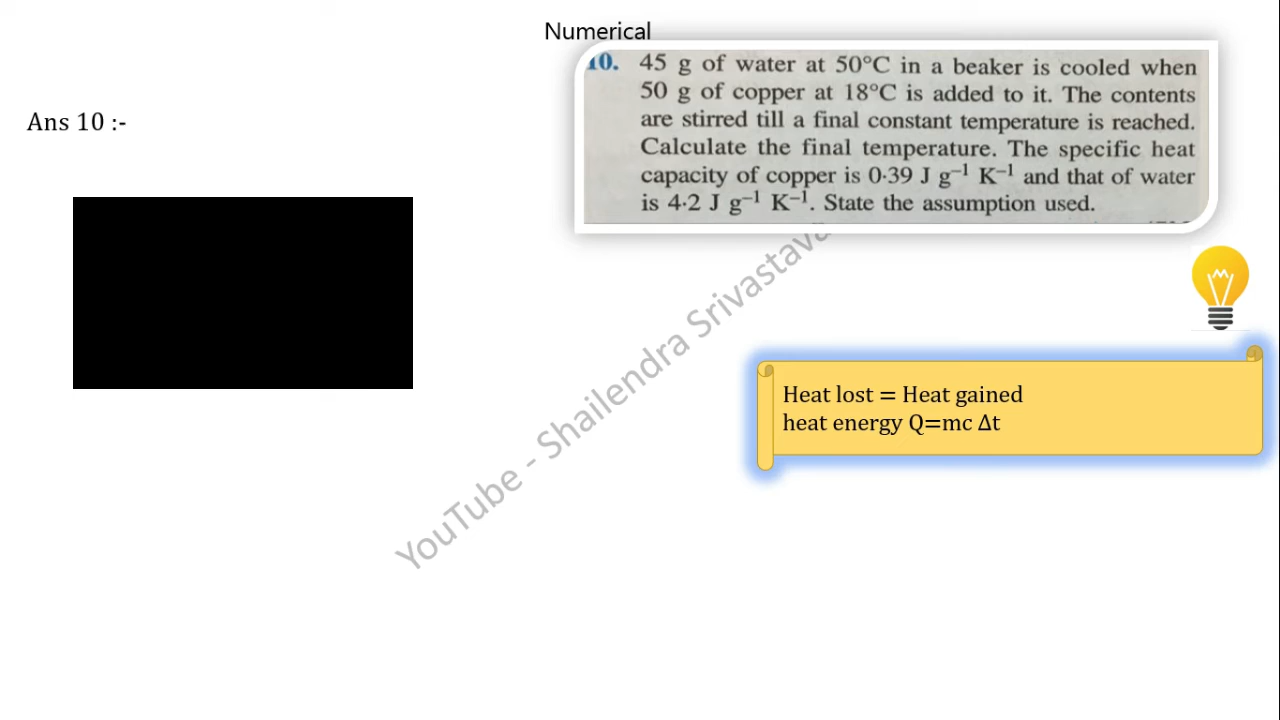 Numerical
10. 45 g of water at 50°C in a beaker is cooled when
50 g of copper at 18°C is added to it. The contents
are stirred till a final constant temperature is reached.
Calculate the final temperature. The specific heat
capacity of copper is 0·39 J g⁻¹ K⁻¹ and that of water
is 4·2 J g⁻¹ K⁻¹. State the assumption used.
Ans 10 :-
YouTube - Shailendra Srivastava
Heat lost = Heat gained
heat energy Q=mc Δt